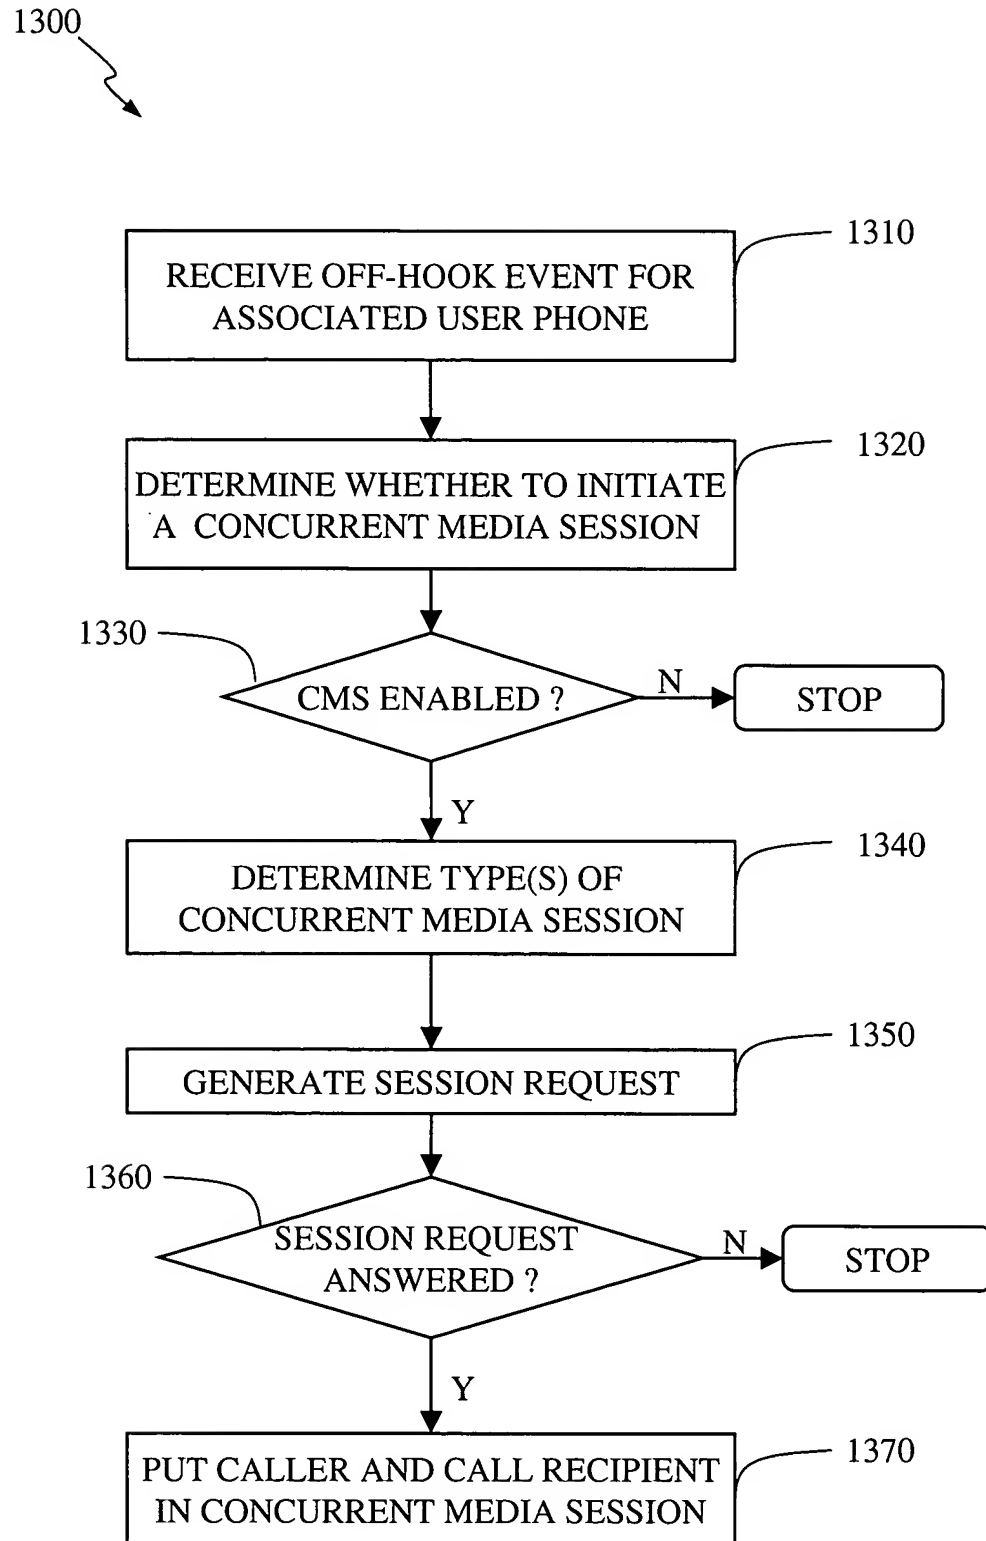 1300
1310
RECEIVE OFF-HOOK EVENT FOR
ASSOCIATED USER PHONE
1320
DETERMINE WHETHER TO INITIATE
A CONCURRENT MEDIA SESSION
1330
CMS ENABLED ?
N
STOP
Y
1340
DETERMINE TYPE(S) OF
CONCURRENT MEDIA SESSION
1350
GENERATE SESSION REQUEST
1360
SESSION REQUEST
ANSWERED ?
N
STOP
Y
1370
PUT CALLER AND CALL RECIPIENT
IN CONCURRENT MEDIA SESSION